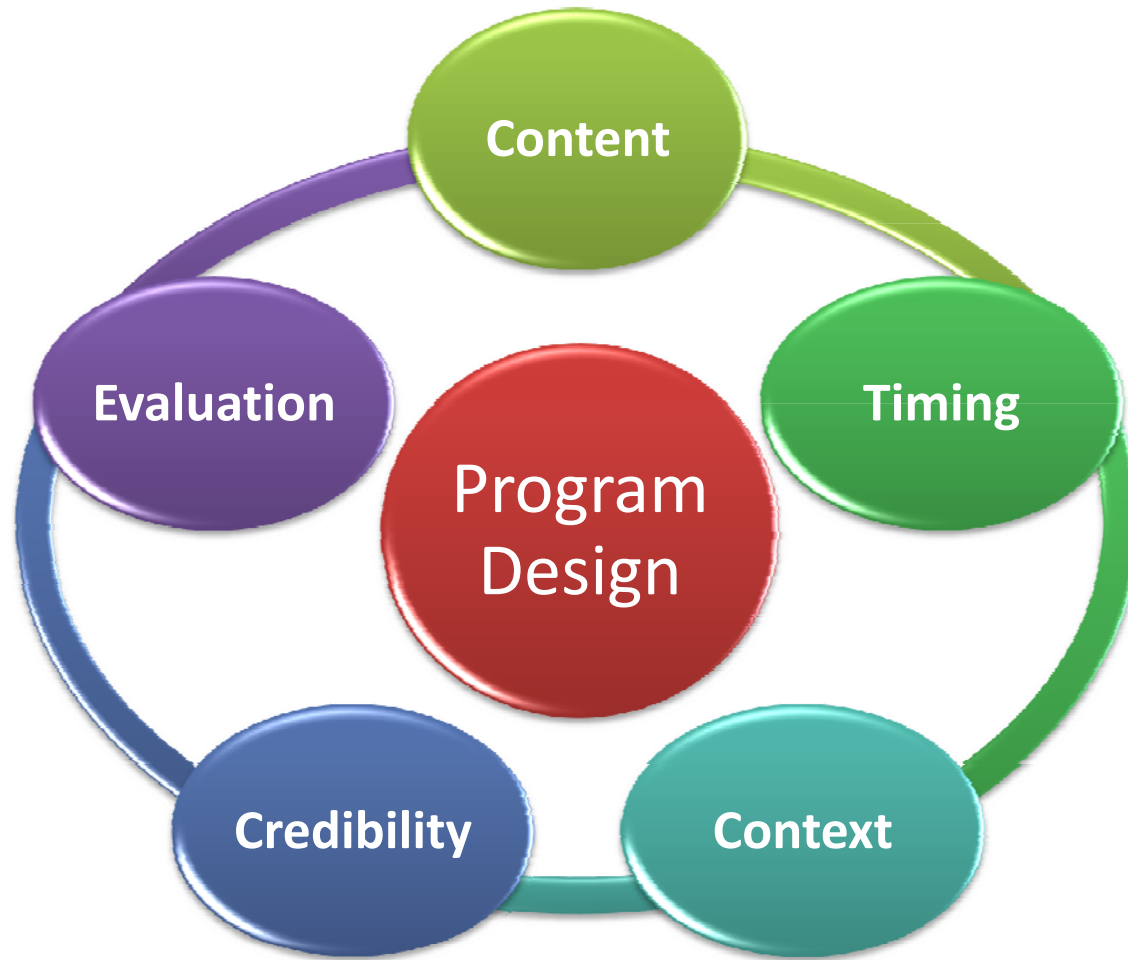 Content
Evaluation
Timing
Program
Design
Credibility
Context